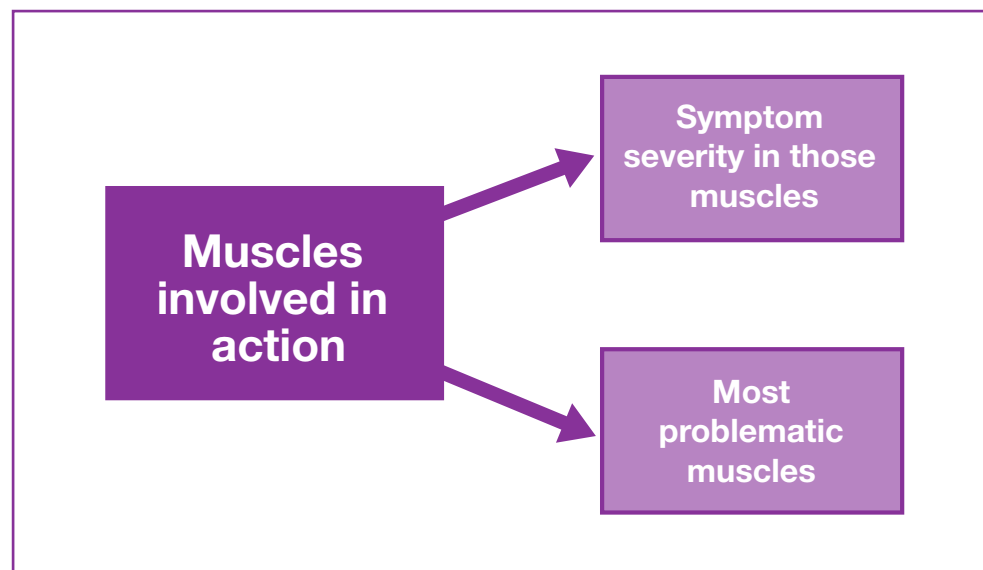 Muscles
involved in
action
Symptom
severity in those
muscles
Most
problematic
muscles